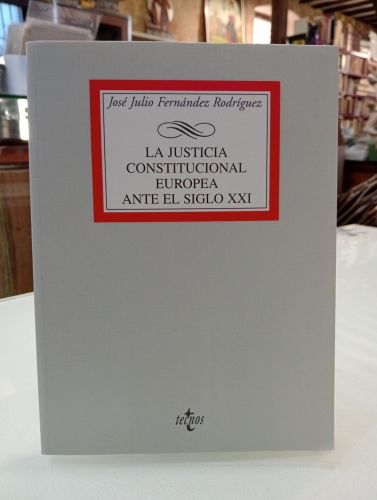 José Julio Fernández Rodríguez
LA JUSTICIA
CONSTITUCIONAL
EUROPEA
ANTE EL SIGLO XXI
tecnos